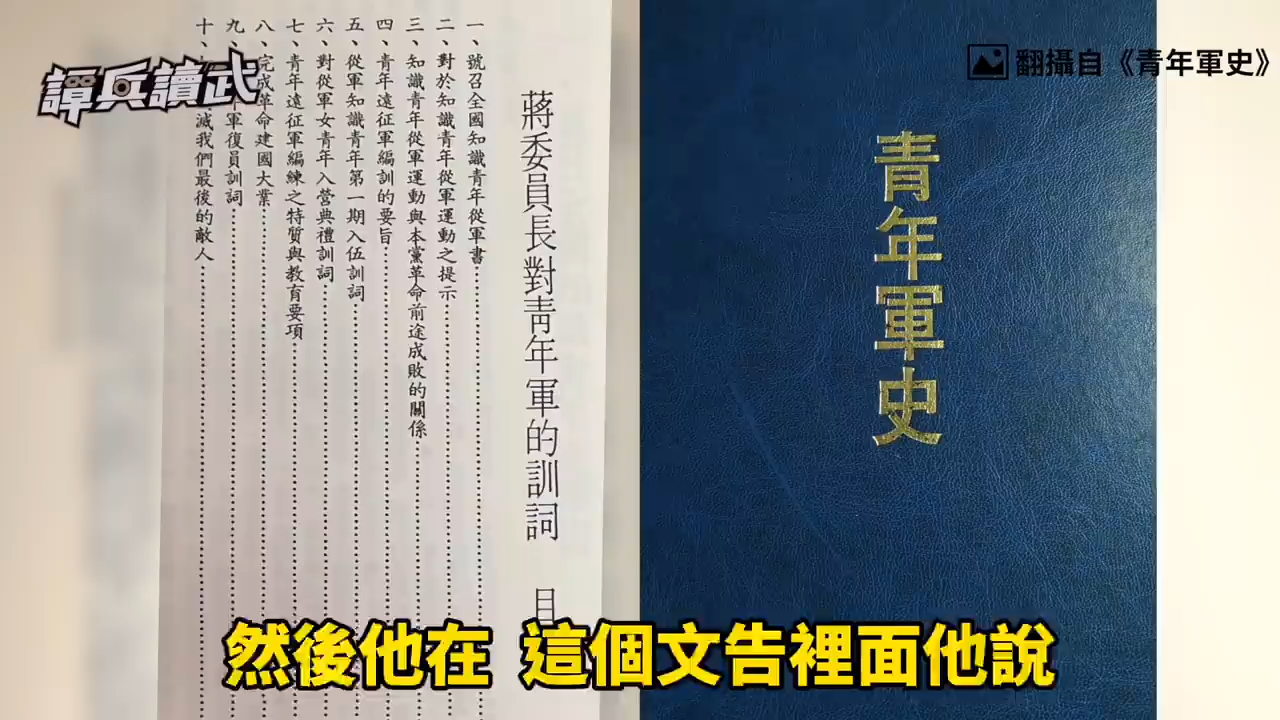 譚兵讀武
翻攝自《青年軍史》
蔣委員長對青年軍的訓詞 目
一、號召全國知識青年從軍書
二、對於知識青年從軍運動之提示
三、知識青年從軍運動與本黨革命前途成敗的關係
四、青年遠征軍編訓的要旨
五、從軍知識青年第一期入伍訓詞
六、對從軍女青年入營典禮訓詞
七、青年遠征軍編練之特質與教育要項
八、完成革命建國大業
九、軍復員訓詞
十、滅我們最後的敵人
青年軍史
然後他在 這個文告裡面他說